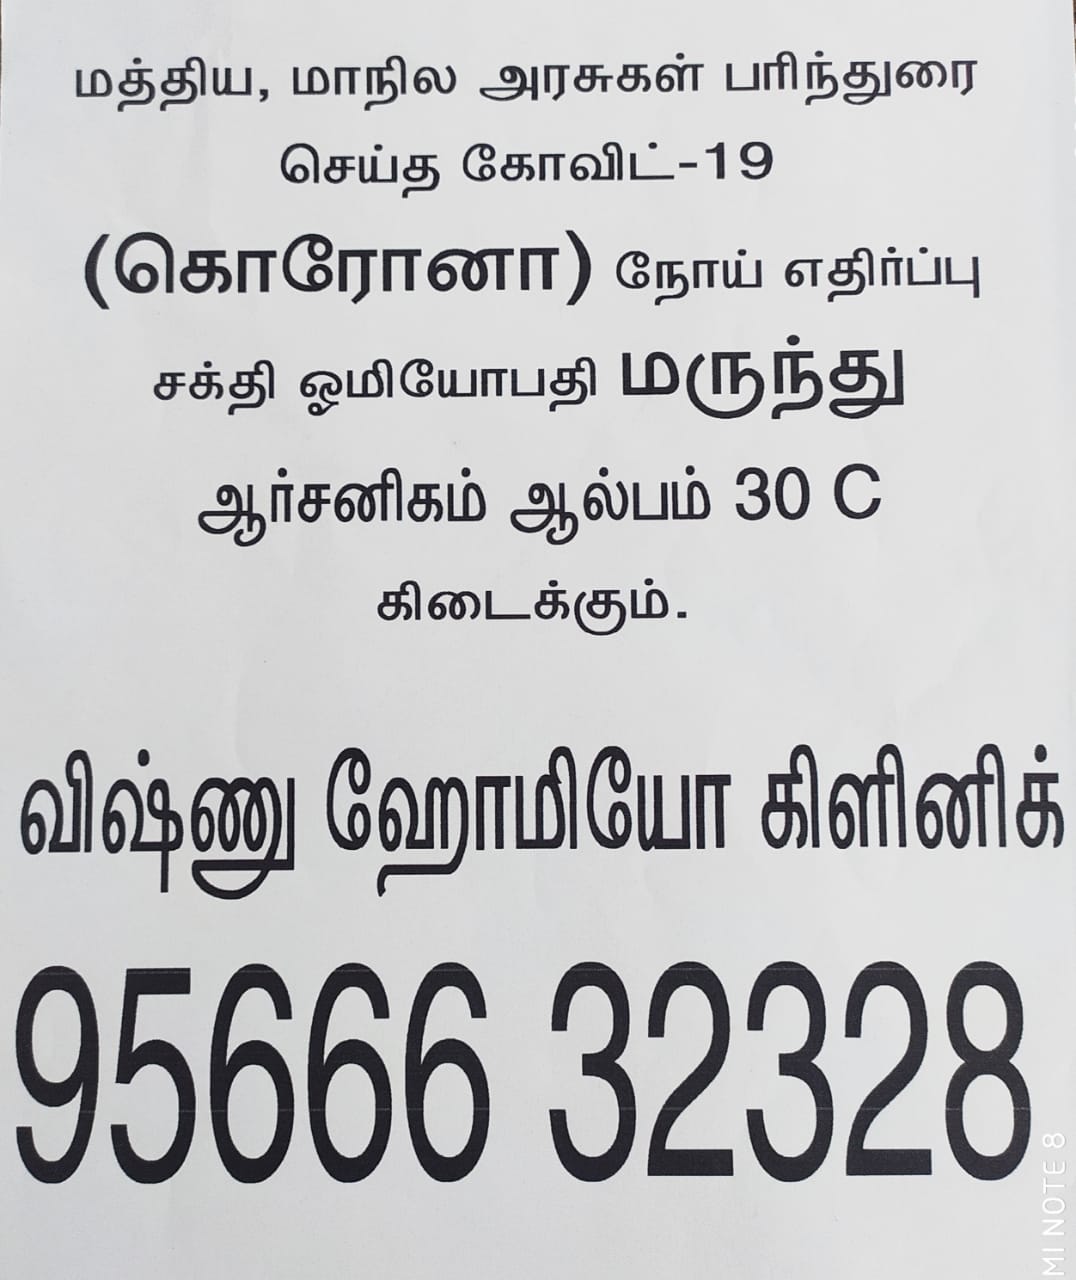 மத்திய, மாநில அரசுகள் பரிந்துரை
செய்த கோவிட்-19
(கொரோனா) நோய் எதிர்ப்பு
சக்தி ஓமியோபதி மருந்து
ஆர்சனிகம் ஆல்பம் 30 C
கிடைக்கும்.
விஷ்ணு ஹோமியோ கிளினிக்
95666 32328
MI NOTE 8